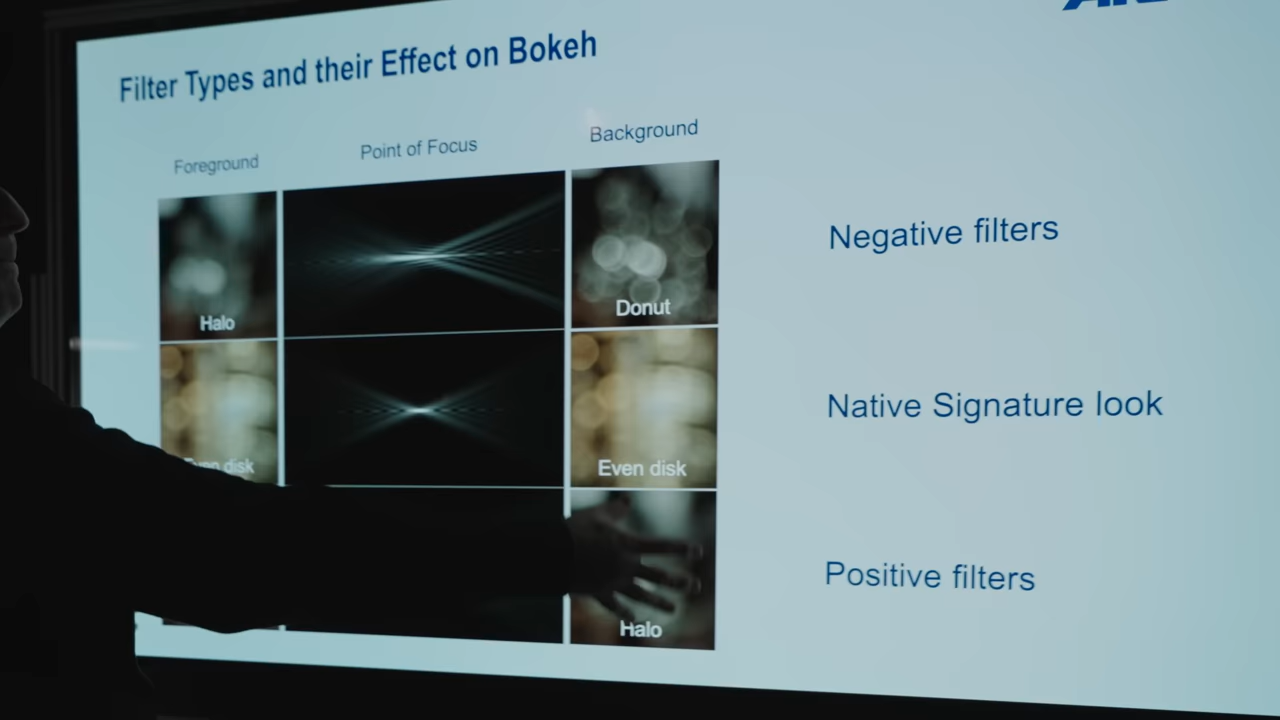 Filter Types and their Effect on Bokeh
Foreground
Point of Focus
Background
Halo
Donut
Negative filters
disk
Even disk
Native Signature look
Halo
Positive filters